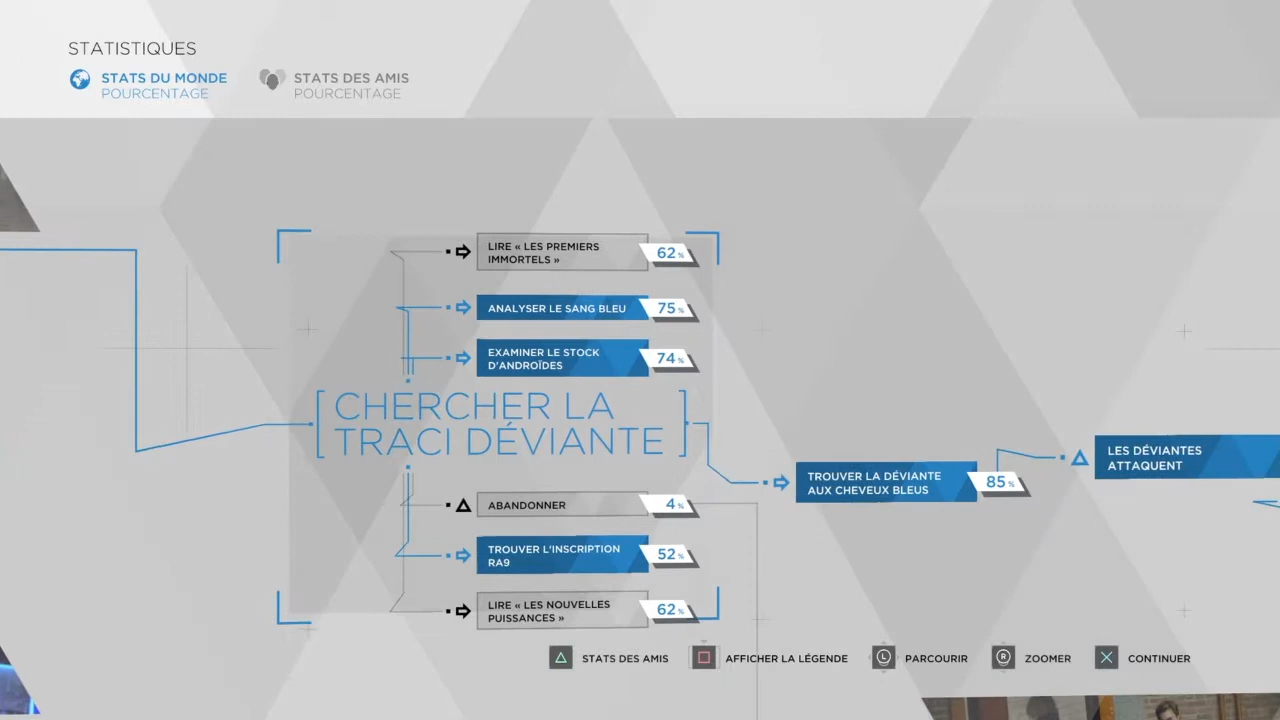 STATISTIQUES
STATS DU MONDE
POURCENTAGE
STATS DES AMIS
POURCENTAGE
LIRE « LES PREMIERS
IMMORTELS »
62%
ANALYSER LE SANG BLEU
75%
EXAMINER LE STOCK
D'ANDROÏDES
74%
CHERCHER LA
TRACI DÉVIANTE
ABANDONNER
4%
TROUVER L'INSCRIPTION
RA9
52%
LIRE « LES NOUVELLES
PUISSANCES »
62%
TROUVER LA DÉVIANTE
AUX CHEVEUX BLEUS
85%
LES DÉVIANTES
ATTAQUENT
STATS DES AMIS
AFFICHER LA LÉGENDE
L
PARCOURIR
R
ZOOMER
CONTINUER